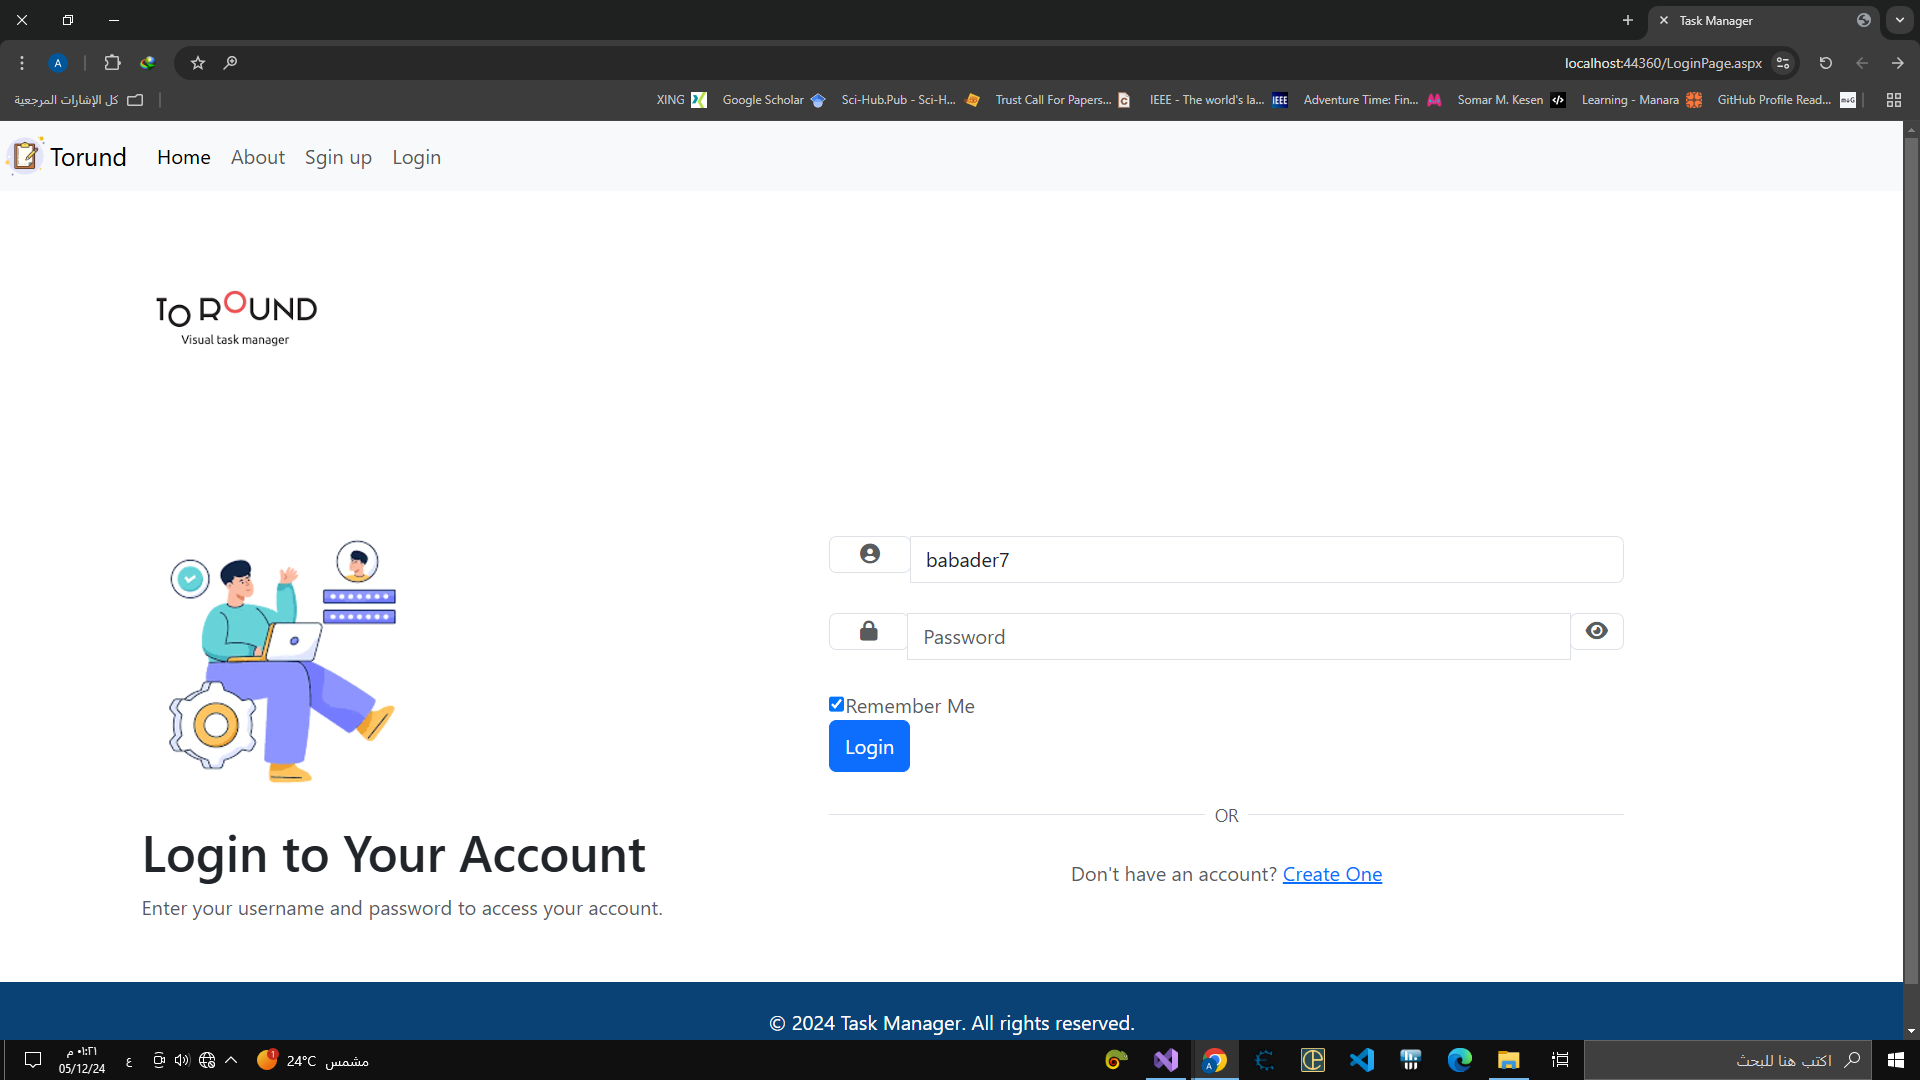 Task Manager
localhost:44360/LoginPage.aspx
A
كل الإشارات المرجعية
XING
Google Scholar
Sci-Hub.Pub - Sci-H...
Trust Call For Papers...
IEEE - The world's la...
IEEE
Adventure Time: Fin...
Somar M. Kesen
Learning - Manara
GitHub Profile Read...
Torund
Home
About
Sgin up
Login
TO ROUND
Visual task manager
babader7
Password
Remember Me
Login
OR
Don't have an account? Create One
Login to Your Account
Enter your username and password to access your account.
© 2024 Task Manager. All rights reserved.
٠١:٢١ م
05/12/24
ع
1
24°C مشمس
اكتب هنا للبحث